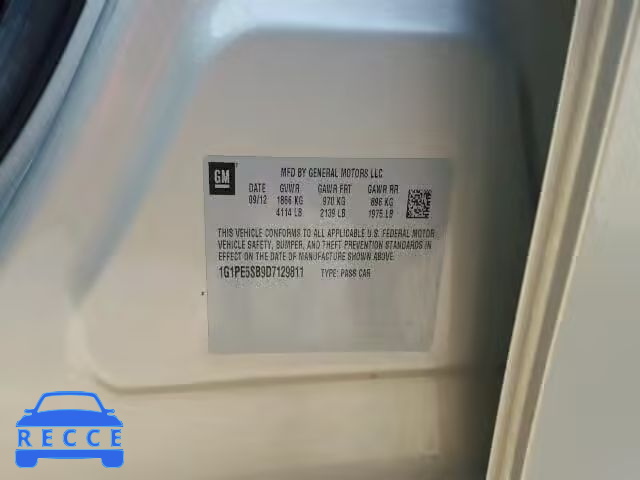 GM
MFD BY GENERAL MOTORS LLC
DATE GVWR GAWR FRT GAWR RR
09/12 1866 KG 970 KG 896 KG
4114 LB 2139 LB 1975 LB
THIS VEHICLE CONFORMS TO ALL APPLICABLE U.S. FEDERAL MOTOR
VEHICLE SAFETY, BUMPER, AND THEFT PREVENTION STANDARDS IN
EFFECT ON THE DATE OF MANUFACTURE SHOWN ABOVE.
1G1PE5SB9D7129811 TYPE: PASS CAR
RECCE